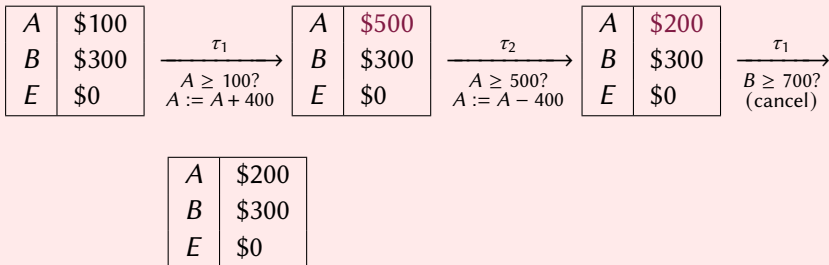 A $100 A $500 A $200
τ₁ τ₂ τ₁
B $300 B $300 B $300
A ≥ 100? A ≥ 500? B ≥ 700?
E $0 A := A + 400 E $0 A := A − 400 E $0 (cancel)
A $200
B $300
E $0